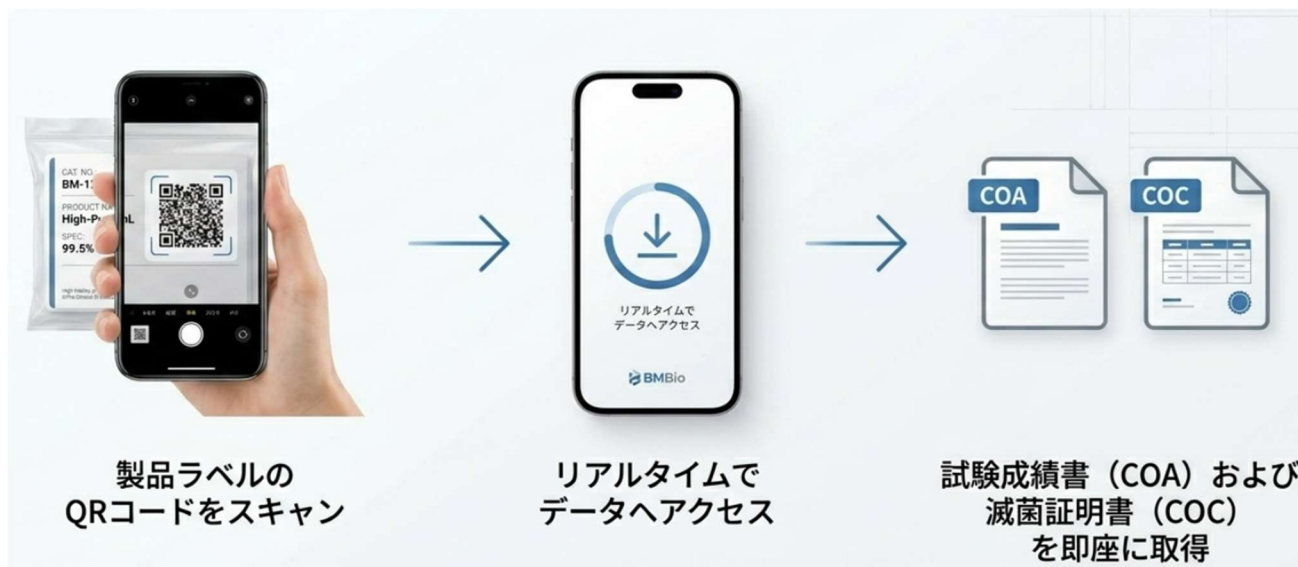 CAT NO.
BM-1
PRODUCT NA
High-P
mL
SPEC:
99.5%
リアルタイムで
データへアクセス
BMBio
COA
COC
製品ラベルの
QRコードをスキャン
リアルタイムで
データへアクセス
試験成績書（COA）および
滅菌証明書（COC）
を即座に取得